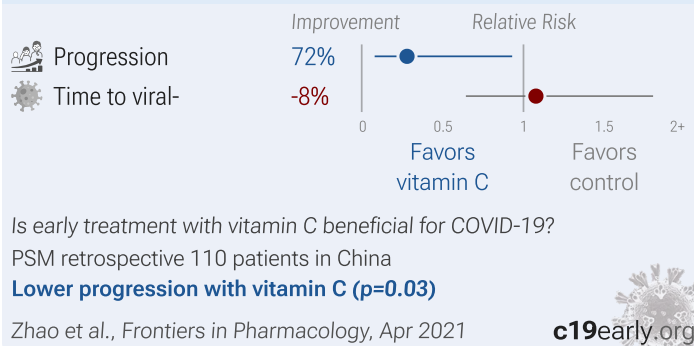 Improvement Relative Risk
Progression 72%
Time to viral- -8%
0 0.5 1 1.5 2+
Favors vitamin C Favors control
Is early treatment with vitamin C beneficial for COVID-19?
PSM retrospective 110 patients in China
Lower progression with vitamin C (p=0.03)
Zhao et al., Frontiers in Pharmacology, Apr 2021 c19early.org